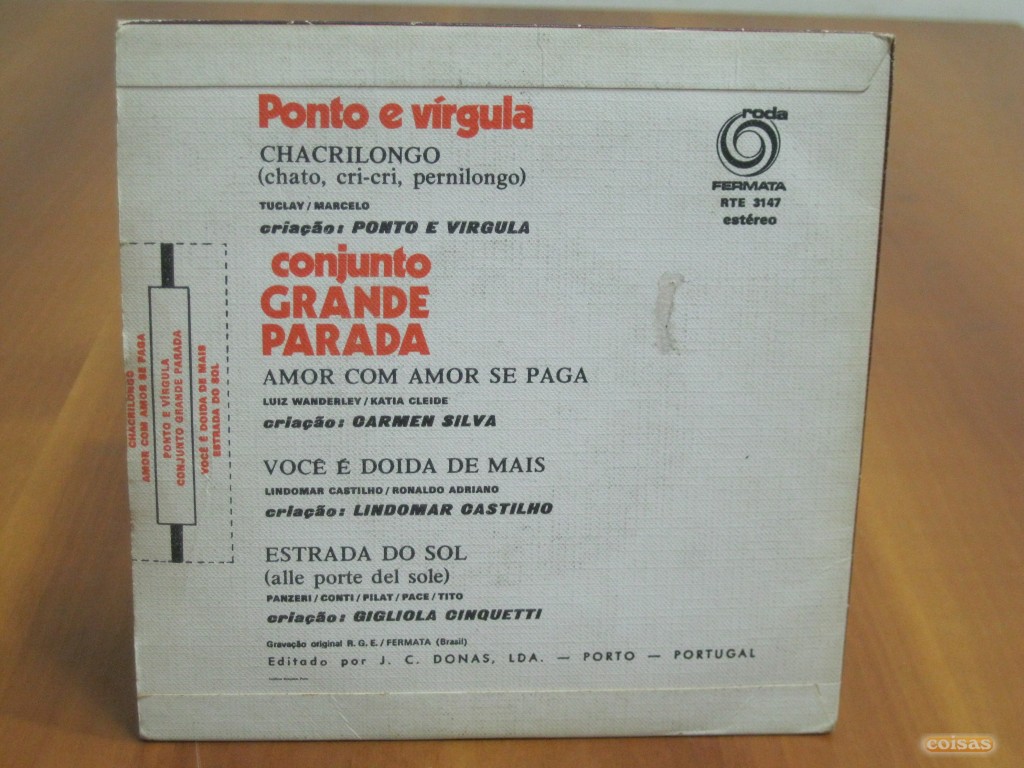 Ponto e vírgula
CHACRILONGO
(chato, cri-cri, pernilongo)
TUCLAY / MARCELO
criação: PONTO E VIRGULA
roda
FERMATA
RTE 3147
estéreo
conjunto
GRANDE
PARADA
AMOR COM AMOR SE PAGA
LUIZ WANDERLEY / KATIA CLEIDE
criação: CARMEN SILVA
VOCÊ É DOIDA DE MAIS
LINDOMAR CASTILHO / RONALDO ADRIANO
criação: LINDOMAR CASTILHO
ESTRADA DO SOL
(alle porte del sole)
PANZERI / CONTI / PILAT / PACE / TITO
criação: GIGLIOLA CINQUETTI
Gravação original R. G. E. / FERMATA (Brasil)
Editado por J. C. DONAS, LDA. — PORTO — PORTUGAL
CHACRILONGO
AMOR COM AMOR SE PAGA
PONTO E VÍRGULA
CONJUNTO GRANDE PARADA
VOCÊ É DOIDA DE MAIS
ESTRADA DO SOL
coisas